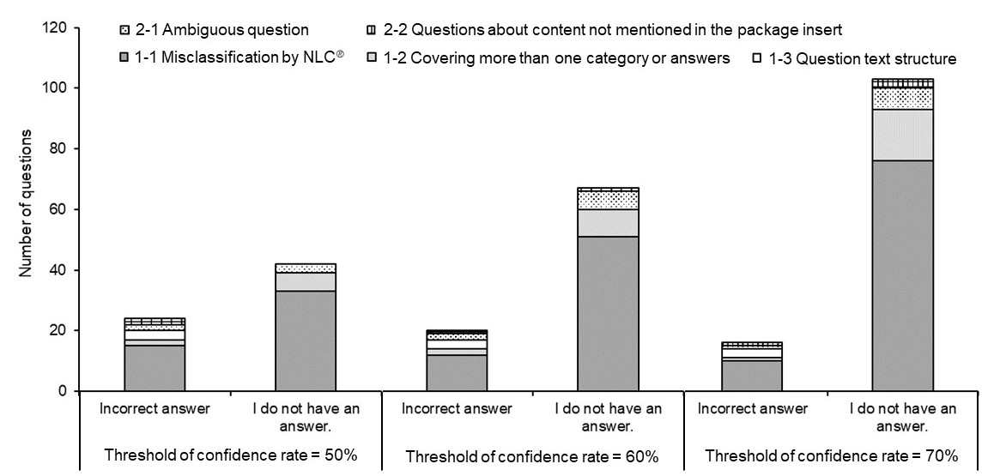 120
100
80
60
40
20
0
Number of questions
2-1 Ambiguous question
2-2 Questions about content not mentioned in the package insert
1-1 Misclassification by NLC®
1-2 Covering more than one category or answers
1-3 Question text structure
Incorrect answer
I do not have an
answer.
Incorrect answer
I do not have an
answer.
Incorrect answer
I do not have an
answer.
Threshold of confidence rate = 50%
Threshold of confidence rate = 60%
Threshold of confidence rate = 70%